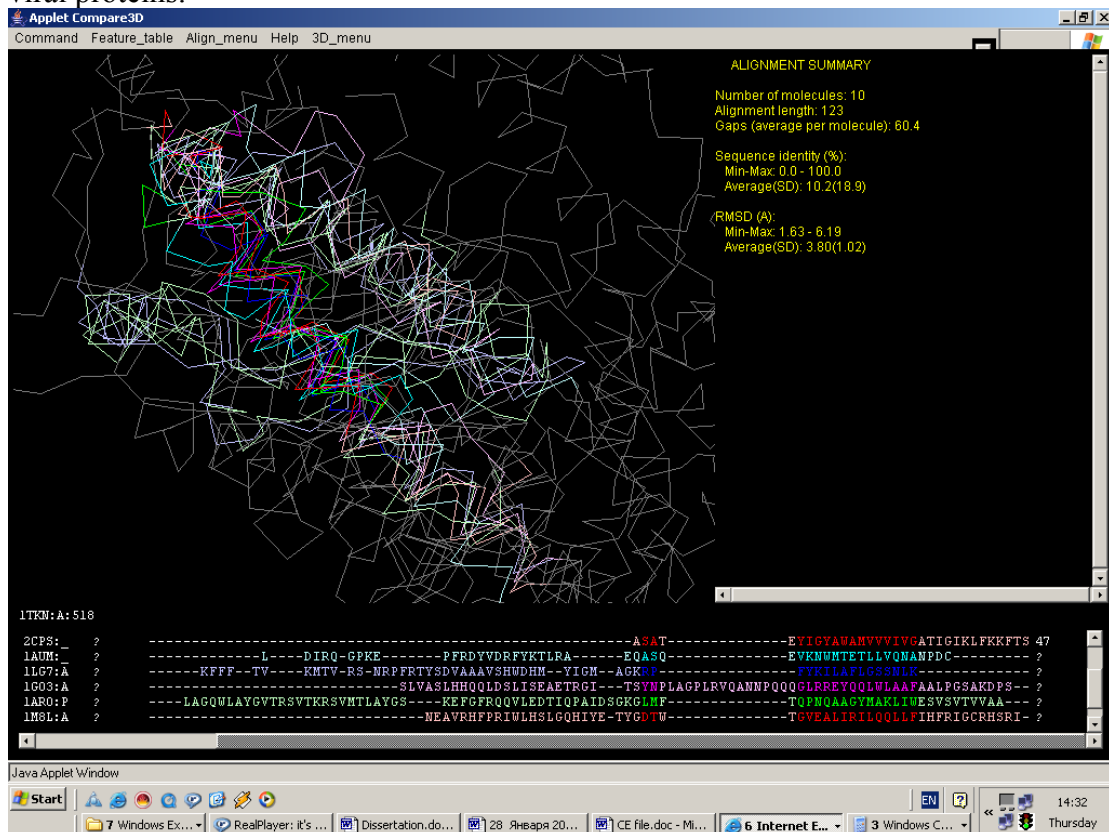 viral proteins.
Applet Compare3D
Command Feature_table Align_menu Help 3D_menu
ALIGNMENT SUMMARY
Number of molecules: 10
Alignment length: 123
Gaps (average per molecule): 60.4
Sequence identity (%):
Min-Max: 0.0 - 100.0
Average(SD): 10.2(18.9)
RMSD (A):
Min-Max: 1.63 - 6.19
Average(SD): 3.80(1.02)
1TKN:A:518
2CPS:_ ? -----------------------------------------------------ASAT-------------EYIGYAWAMVVVIVGATIGIKLFKKFTS 47
1AUM:_ ? ------------L----DIRQ-GPKE------PFRDYVDRFYKTLRA-----EQASQ------------EVKNWMTETLLVQNANPDC-------- ?
1LG7:A ? -----KFFF--TV----KMTV-RS-NRPFRTYSDVAAAVSHWDHM--YIGM--AGKRP------------FYKILAFLGSSNLK----------- ?
1G03:A ? ---------------------------SLVASLHHQQLDSLISEAETRGI---TSYNPLAGPLRVQANNPQQQGLRREYQQLWLAAFAALPGSAKDPS-- ?
1ARO:P ? ---LAGQWLAYGVTRSVTKRSVMTLAYGS----KEFGFRQQVLEDTIQPAIDSGKGLMF------------TQPNQAAGYMAKLIWESVSVTVVAA--- ?
1M8L:A ? ------------------------------NEAVRHFPRIWLHSLGQHIYE-TYGDTW------------TGVEALIRILQQLLFIHFRIGCRHSRI- ?
Java Applet Window
Start
7 Windows Ex...
RealPlayer: it's ...
Dissertation.do...
28 Января 20...
CE file.doc - Mi...
6 Internet E...
3 Windows C...
EN
14:32
Thursday